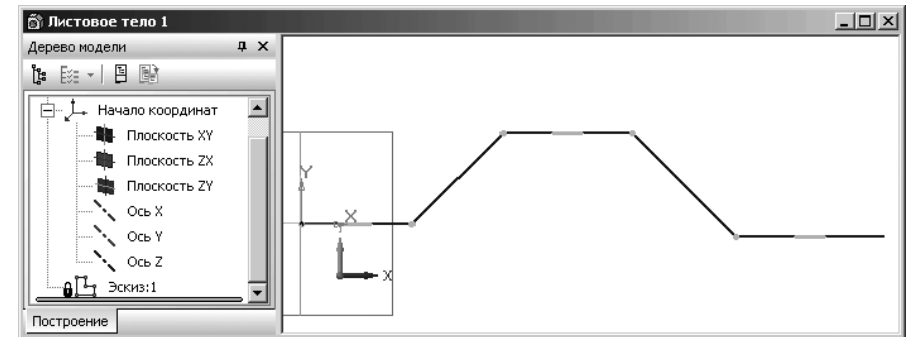 Листовое тело 1
Дерево модели
Начало координат
Плоскость XY
Плоскость ZX
Плоскость ZY
Ось X
Ось Y
Ось Z
Эскиз:1
Построение
Y
X
X